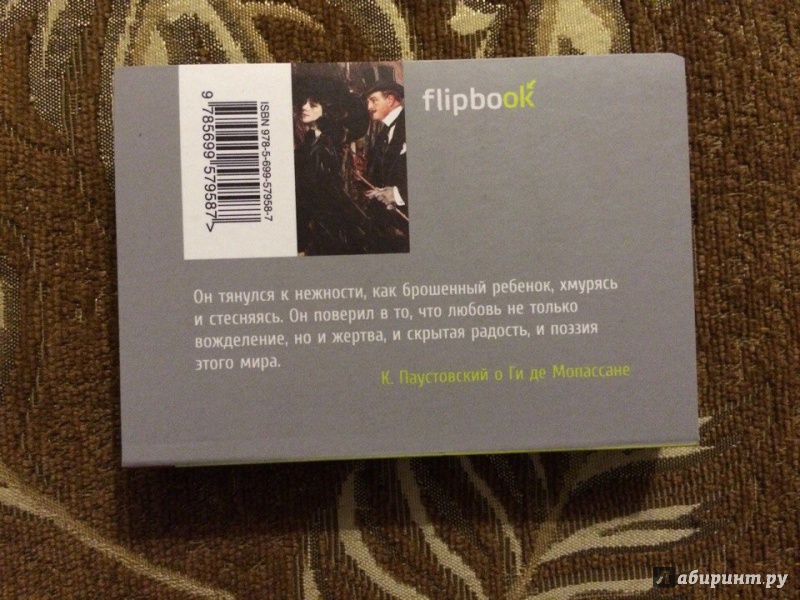 flipbook
ISBN 978-5-699-57958-7
9 785699 579587 >
Он тянулся к нежности, как брошенный ребенок, хмурясь
и стесняясь. Он поверил в то, что любовь не только
вожделение, но и жертва, и скрытая радость, и поэзия
этого мира.
К. Паустовский о Ги де Мопассане
Лабиринт.ру